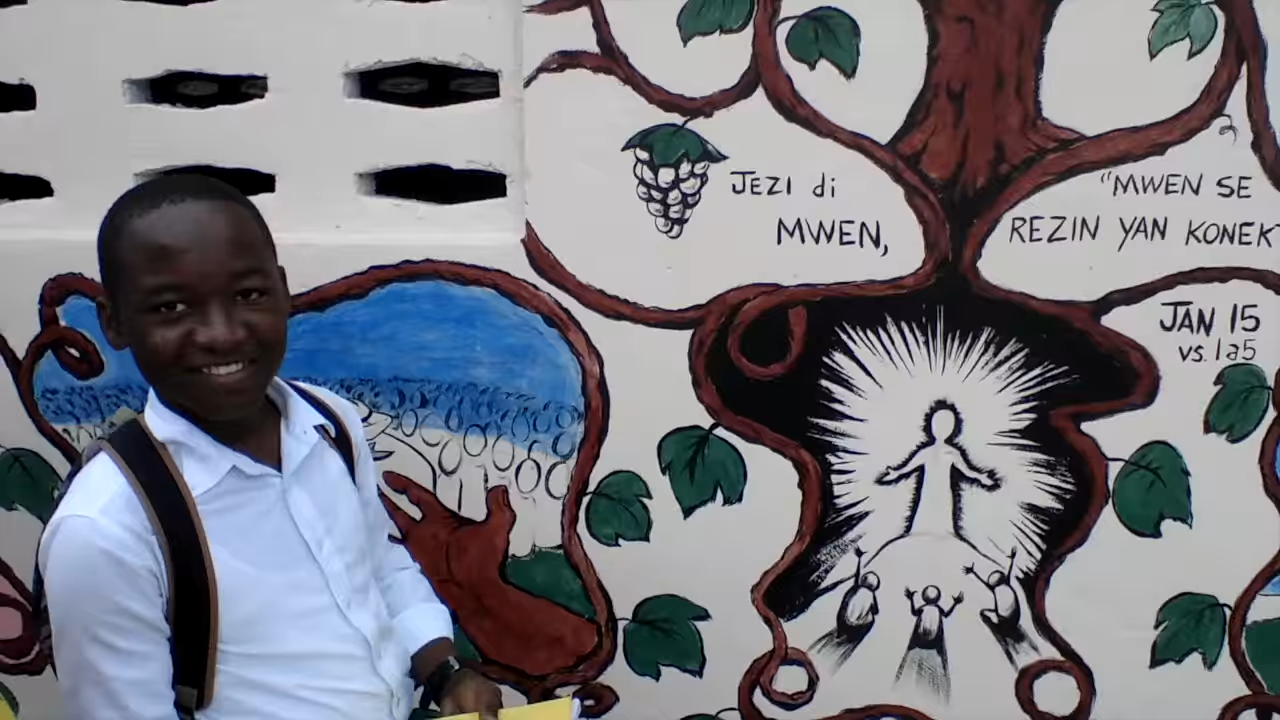 JEZI di
MWEN,
"MWEN SE
REZIN YAN KONEK
JAN 15
vs. 1a5